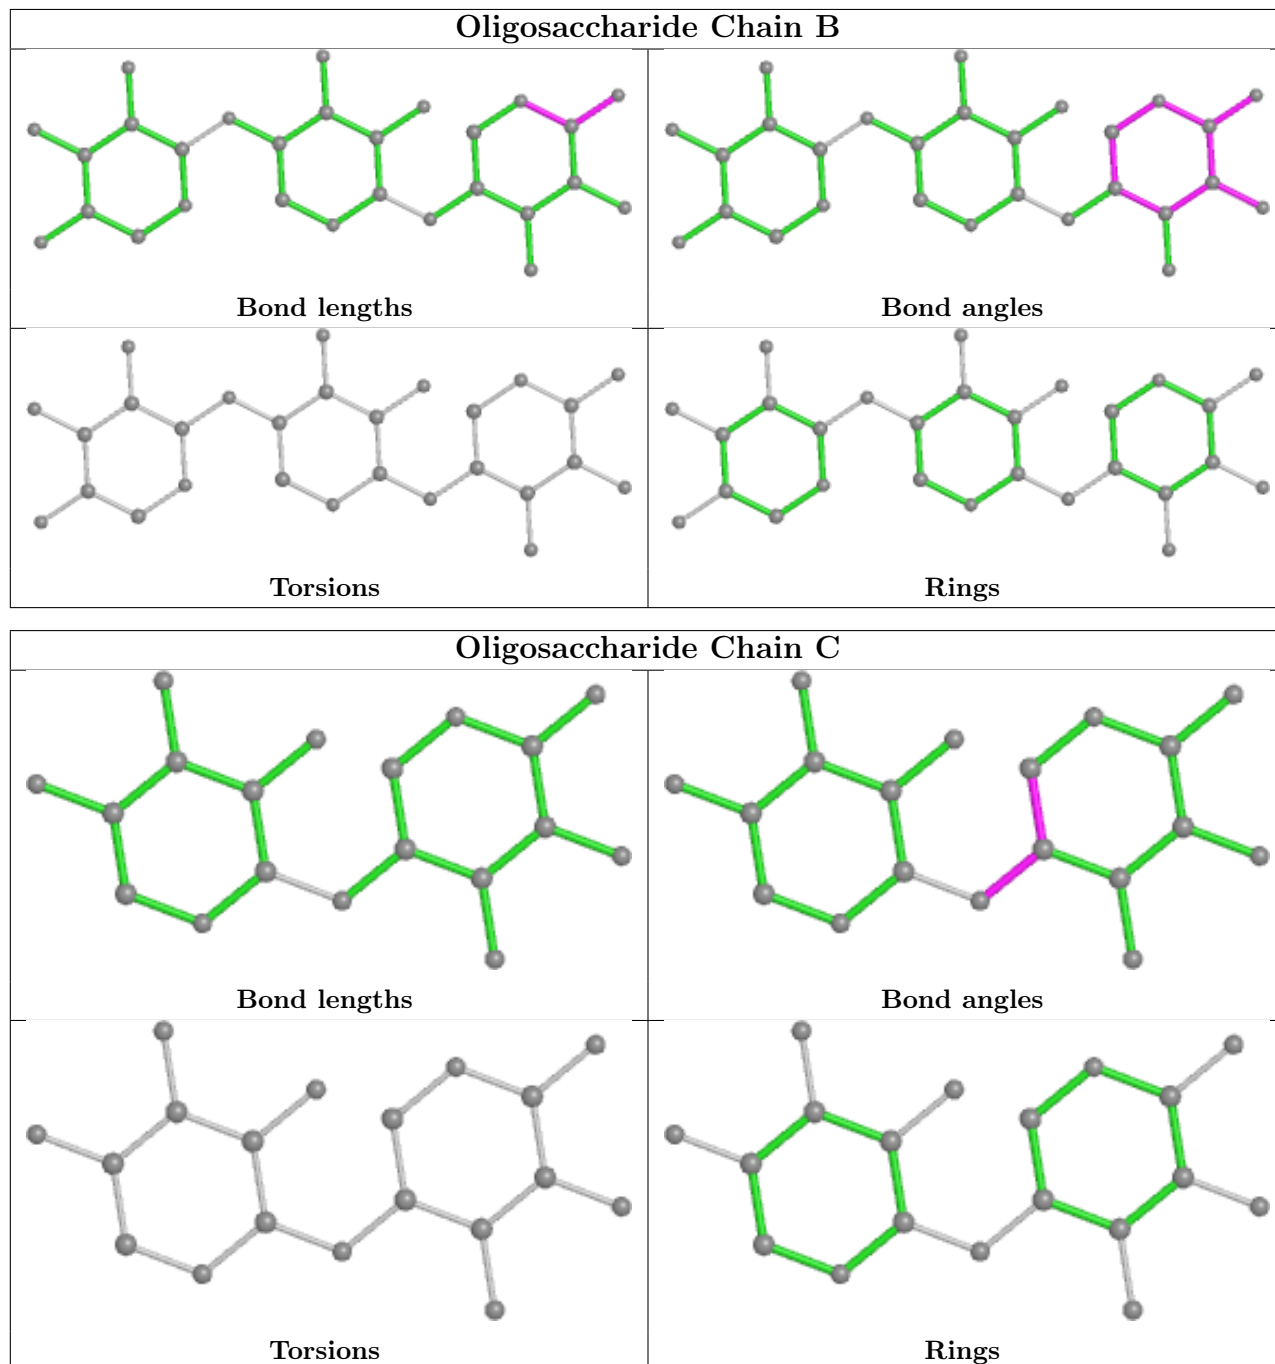 Oligosaccharide Chain B
Bond lengths
Bond angles
Torsions
Rings
Oligosaccharide Chain C
Bond lengths
Bond angles
Torsions
Rings